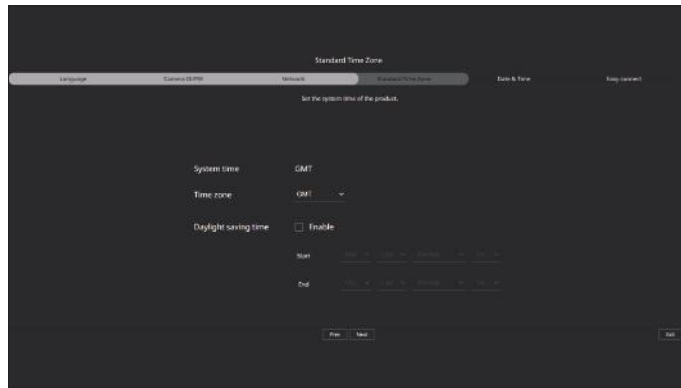 Standard Time Zone
Language Camera ID/PW Network Standard Time Zone Date & Time Easy connect
Set the system time of the product.
System time GMT
Time zone GMT
Daylight saving time Enable
Start
End
Prev Next Exit